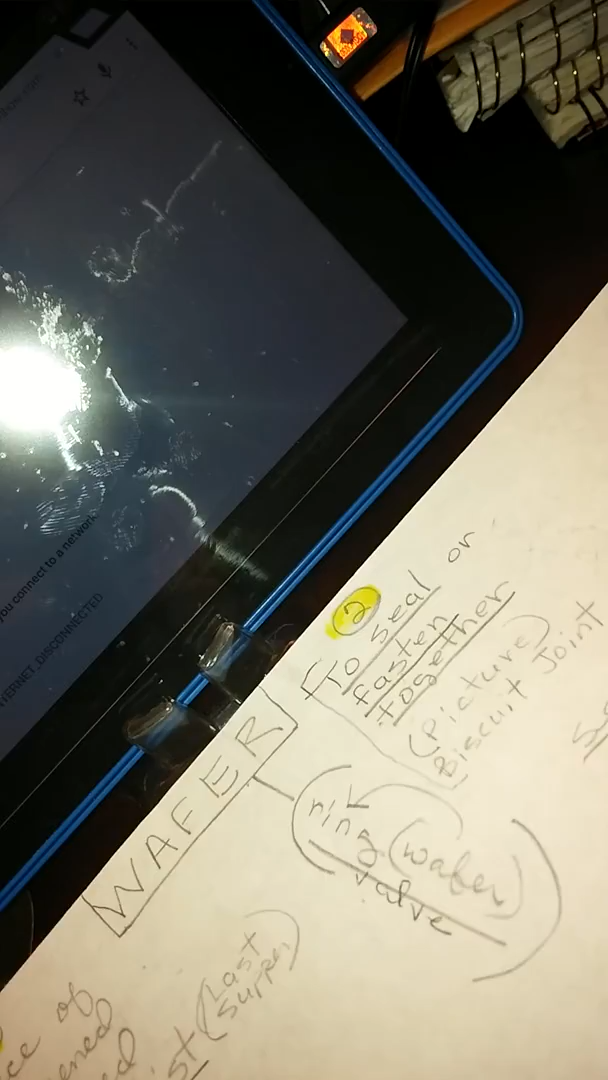 you connect to a network
ERNET_DISCONNECTED
2
To seal or
fasten
together
(Picture)
Biscuit Joint
WAFER
ring (wafer)
valve
(Last
Supper)
of